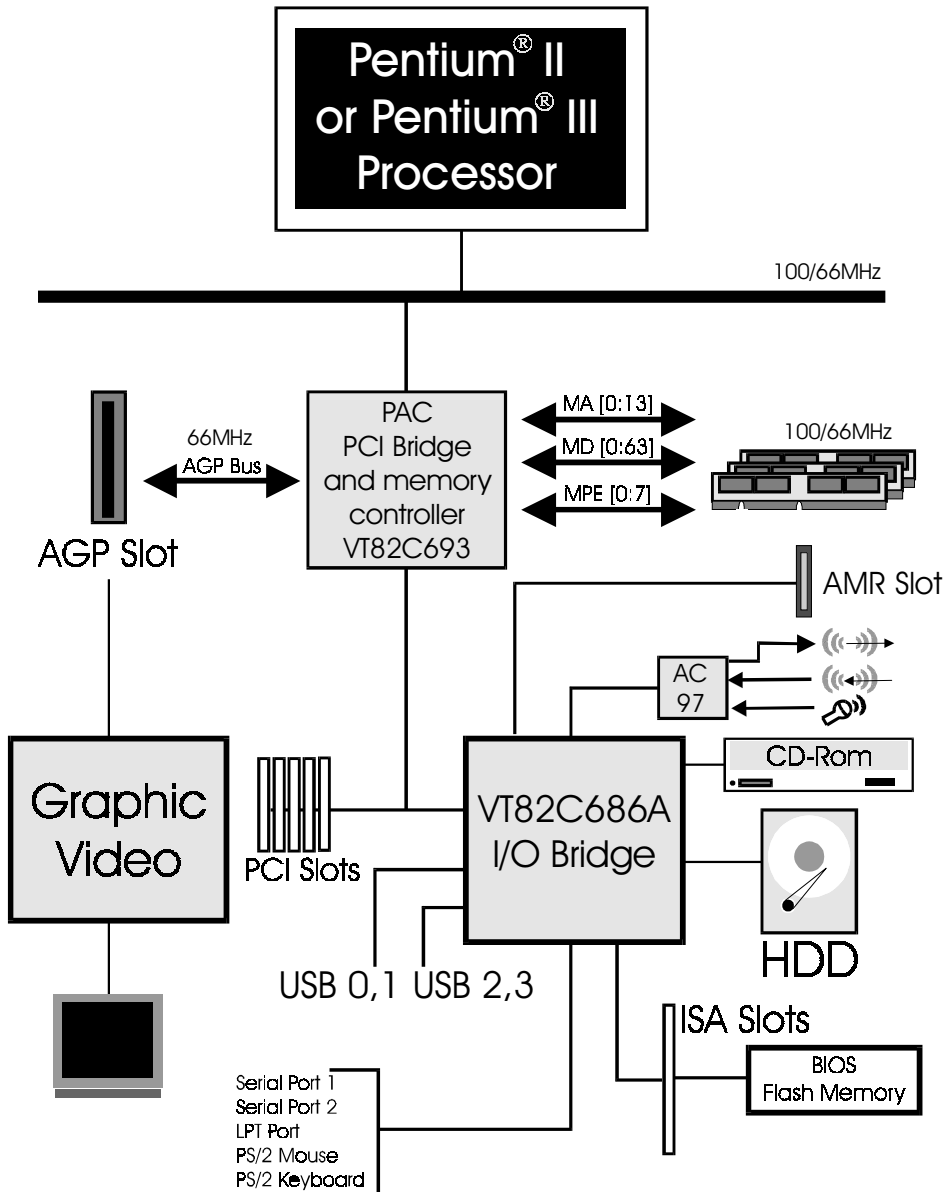 Pentium® II
or Pentium® III
Processor
100/66MHz
PAC
PCI Bridge
and memory
controller
VT82C693
66MHz
AGP Bus
MA [0:13]
MD [0:63]
MPE [0:7]
100/66MHz
AGP Slot
AMR Slot
AC
97
CD-Rom
Graphic
Video
PCI Slots
VT82C686A
I/O Bridge
HDD
USB 0,1
USB 2,3
ISA Slots
BIOS
Flash Memory
Serial Port 1
Serial Port 2
LPT Port
PS/2 Mouse
PS/2 Keyboard